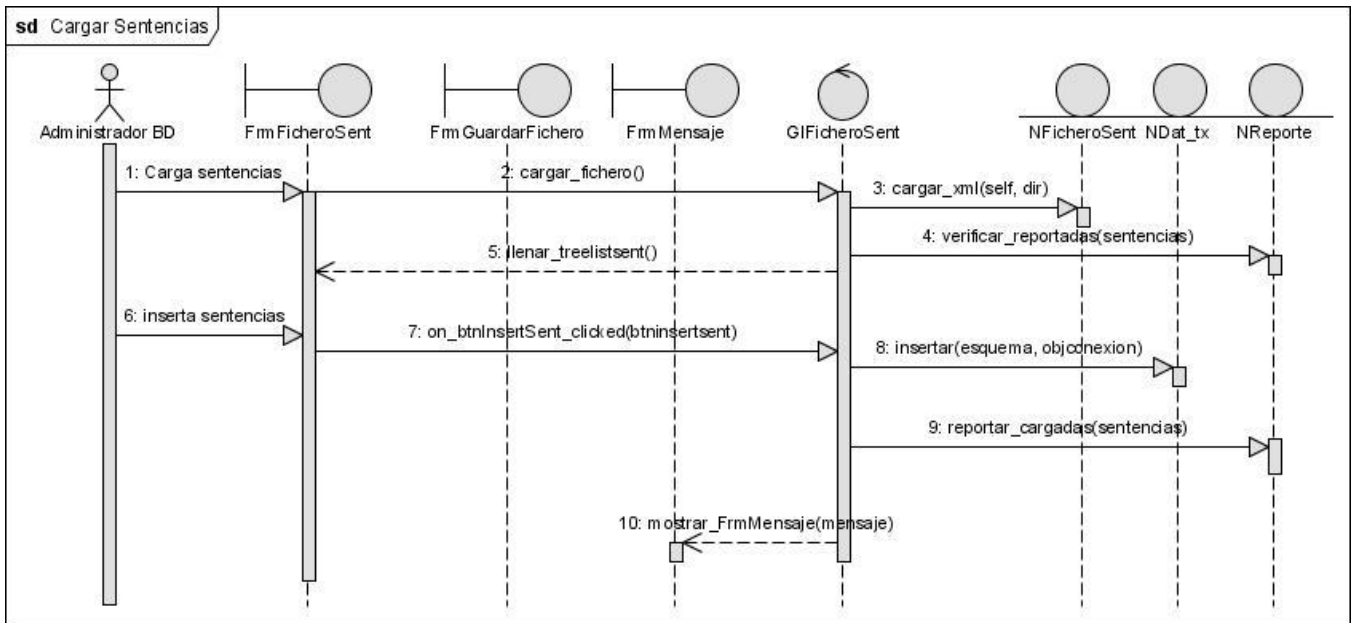 sd Cargar Sentencias
Administrador BD
FrmFicheroSent
FrmGuardarFichero
FrmMensaje
GIFicheroSent
NFicheroSent
NDat_tx
NReporte
1: Carga sentencias
2: cargar_fichero()
3: cargar_xml(self, dir)
4: verificar_reportadas(sentencias)
5: llenar_treelistsent()
6: inserta sentencias
7: on_btnInsertSent_clicked(btninsertsent)
8: insertar(esquema, objconexion)
9: reportar_cargadas(sentencias)
10: mostrar_FrmMensaje(mensaje)